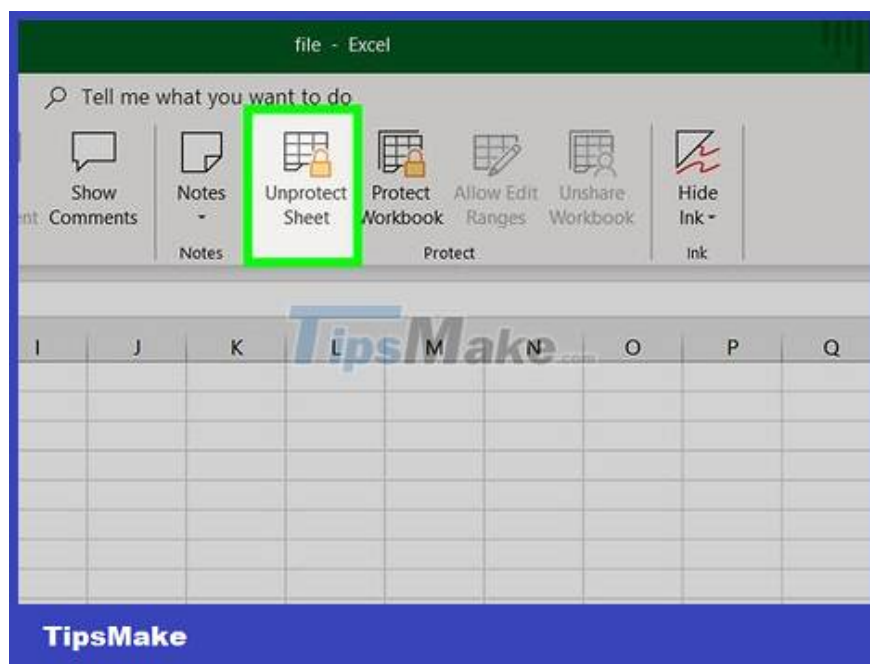 file - Excel
Tell me what you want to do
Show Comments
Notes
Unprotect Sheet
Protect Workbook
Allow Edit Ranges
Unshare Workbook
Hide Ink
Notes
Protect
Ink
TipsMake.com
I J K L M N O P Q
TipsMake